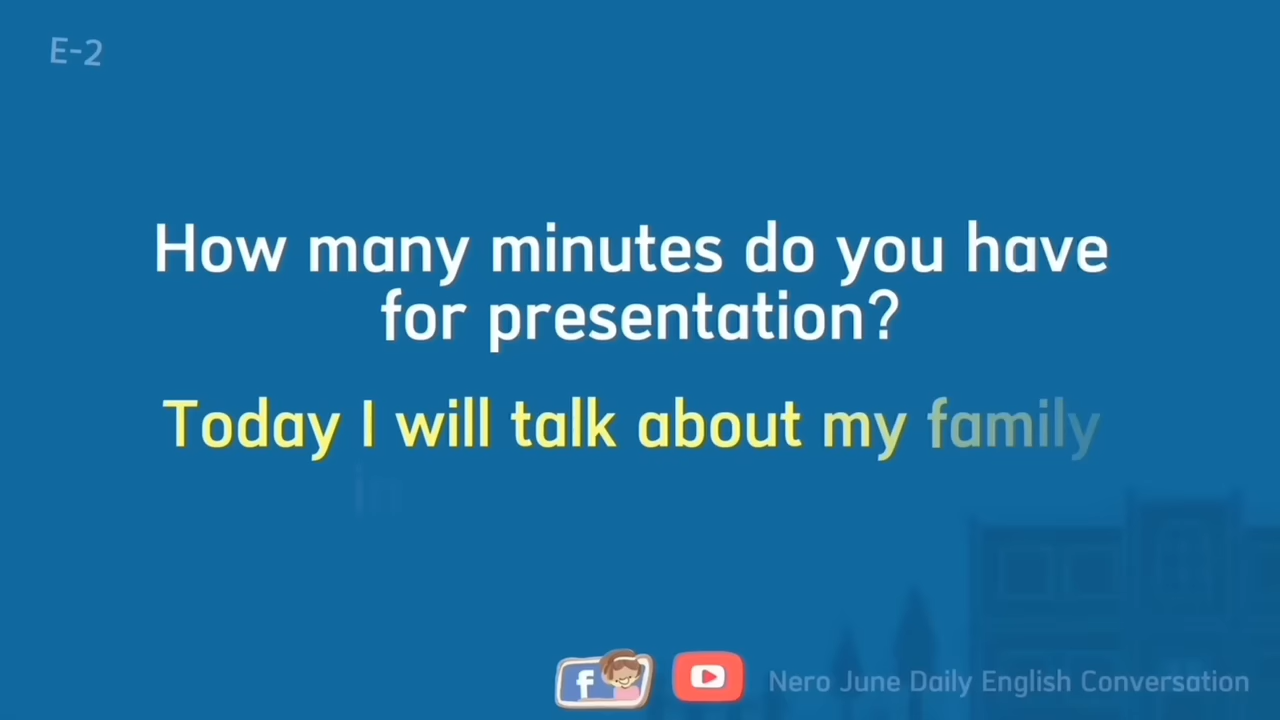 E-2
How many minutes do you have
for presentation?
Today I will talk about my family
f
Nero June Daily English Conversation